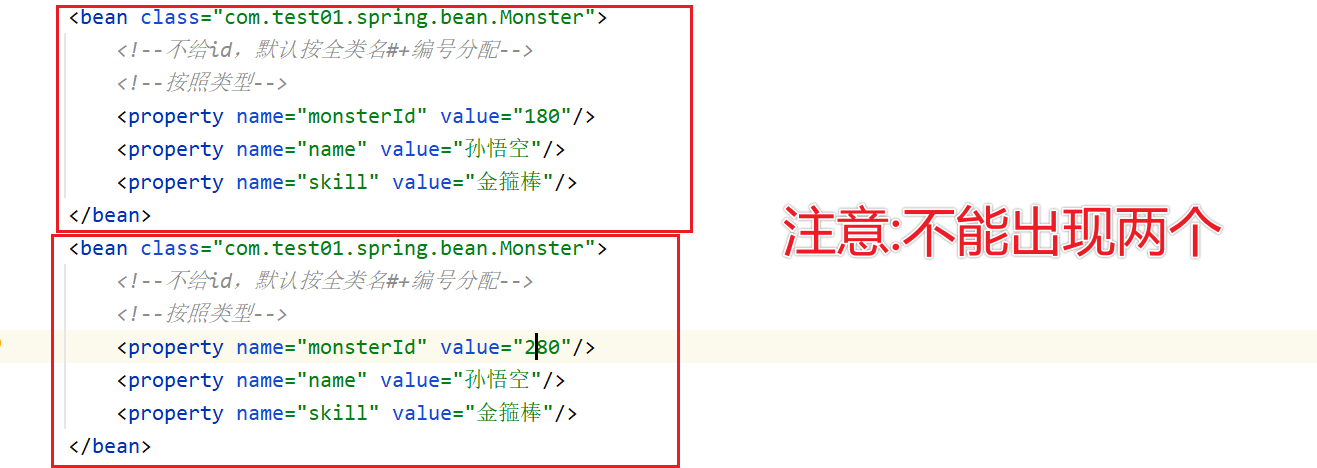 <bean class="com.test01.spring.bean.Monster">
<!--不给id，默认按全类名#+编号分配-->
<!--按照类型-->
<property name="monsterId" value="180"/>
<property name="name" value="孙悟空"/>
<property name="skill" value="金箍棒"/>
</bean>
<bean class="com.test01.spring.bean.Monster">
<!--不给id，默认按全类名#+编号分配-->
<!--按照类型-->
<property name="monsterId" value="280"/>
<property name="name" value="孙悟空"/>
<property name="skill" value="金箍棒"/>
</bean>
注意:不能出现两个